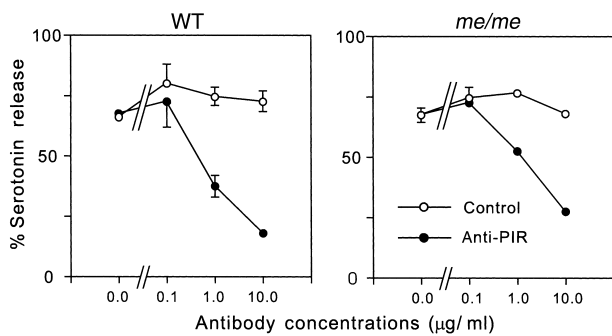 WT
me/me
100
50
0
100
50
0
% Serotonin release
Control
Anti-PIR
0.0 0.1 1.0 10.0
0.0 0.1 1.0 10.0
Antibody concentrations (μg/ ml)